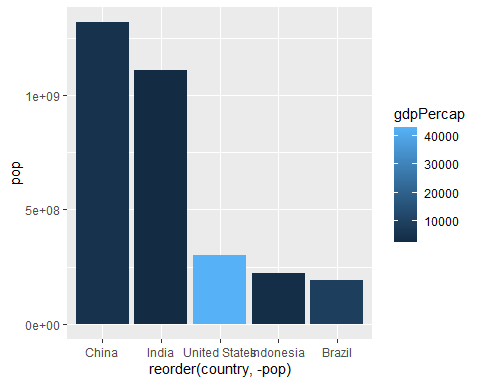 pop
1e+09
5e+08
0e+00
China
India
United States
Indonesia
Brazil
reorder(country, -pop)
gdpPercap
40000
30000
20000
10000